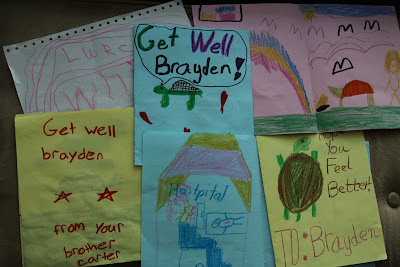 Get Well
Brayden!
Get well
brayden
from your
brother
carter
Hospital
You
Feel
Better!
TO: Brayden